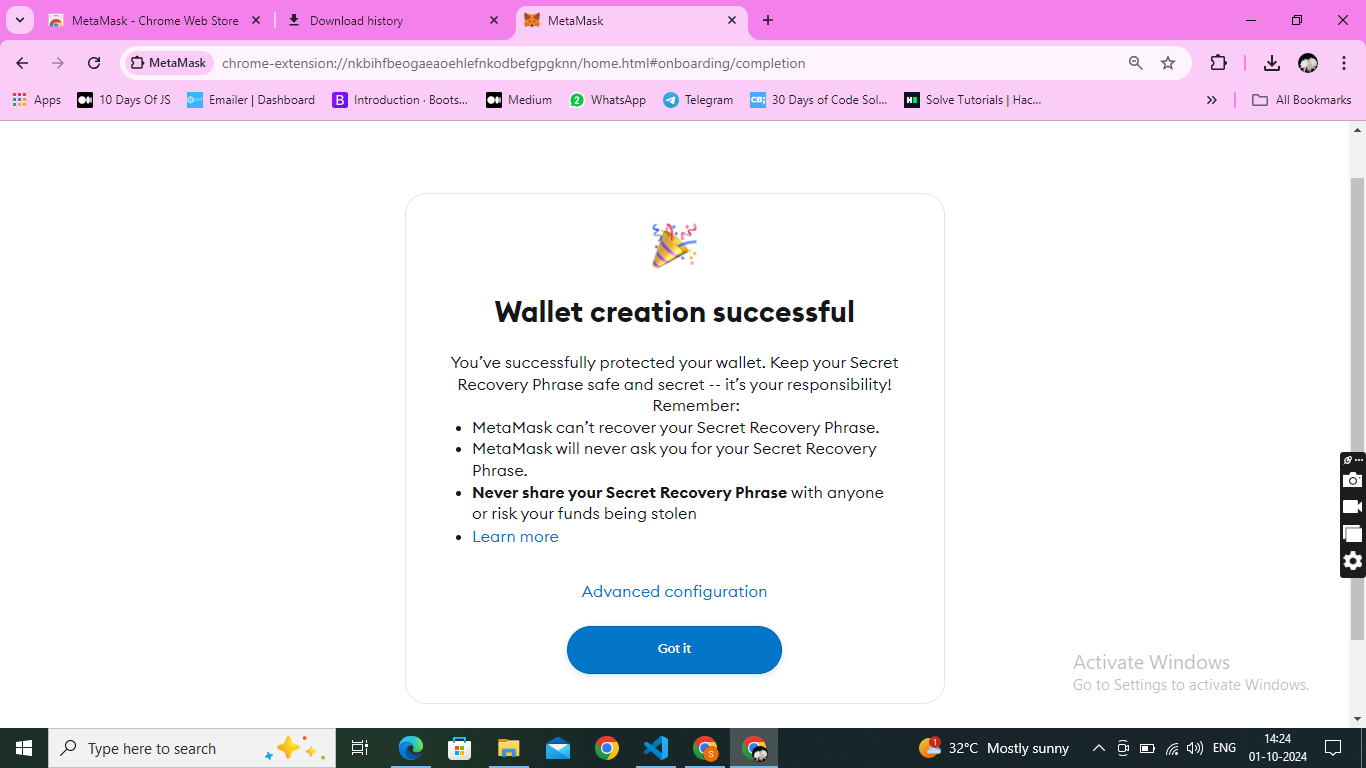 MetaMask - Chrome Web Store
Download history
MetaMask
MetaMask
chrome-extension://nkbihfbeogaeaoehlefnkodbefgpgknn/home.html#onboarding/completion
Apps
10 Days Of JS
Emailer | Dashboard
Introduction · Boots...
Medium
2
WhatsApp
Telegram
CB;
30 Days of Code Sol...
Solve Tutorials | Hac...
»
All Bookmarks
Wallet creation successful
You’ve successfully protected your wallet. Keep your Secret
Recovery Phrase safe and secret -- it’s your responsibility!
Remember:
• MetaMask can’t recover your Secret Recovery Phrase.
• MetaMask will never ask you for your Secret Recovery
Phrase.
• Never share your Secret Recovery Phrase with anyone
or risk your funds being stolen
• Learn more
Advanced configuration
Got it
Activate Windows
Go to Settings to activate Windows.
Type here to search
S
1
32°C Mostly sunny
ENG
14:24
01-10-2024